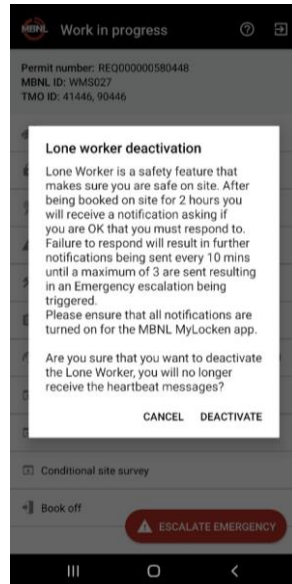 MBNL Work in progress
Permit number: REQ000000580448
MBNL ID: WMS027
TMO ID: 41446, 90446
Lone worker deactivation
Lone Worker is a safety feature that
makes sure you are safe on site. After
being booked on site for 2 hours you
will receive a notification asking if
you are OK that you must respond to.
Failure to respond will result in further
notifications being sent every 10 mins
until a maximum of 3 are sent resulting
in an Emergency escalation being
triggered.
Please ensure that all notifications are
turned on for the MBNL MyLocken app.
Are you sure that you want to deactivate
the Lone Worker, you will no longer
receive the heartbeat messages?
CANCEL DEACTIVATE
Conditional site survey
Book off
ESCALATE EMERGENCY